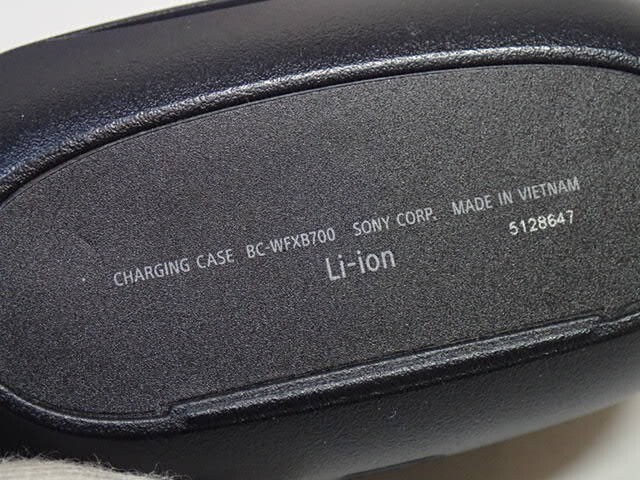 CHARGING CASE BC-WFXB700 SONY CORP. MADE IN VIETNAM
5128647
Li-ion